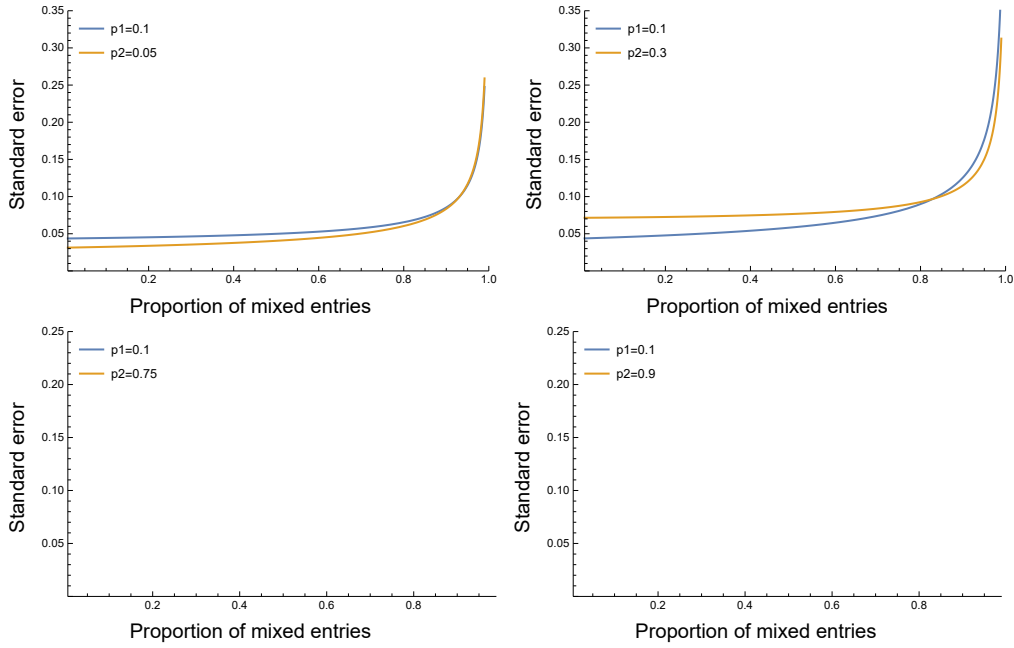 0.35
0.30
0.25
0.20
0.15
0.10
0.05
Standard error
p1=0.1
p2=0.05
0.2 0.4 0.6 0.8 1.0
Proportion of mixed entries
0.35
0.30
0.25
0.20
0.15
0.10
0.05
Standard error
p1=0.1
p2=0.3
0.2 0.4 0.6 0.8 1.0
Proportion of mixed entries
0.25
0.20
0.15
0.10
0.05
Standard error
p1=0.1
p2=0.75
0.2 0.4 0.6 0.8
Proportion of mixed entries
0.25
0.20
0.15
0.10
0.05
Standard error
p1=0.1
p2=0.9
0.2 0.4 0.6 0.8
Proportion of mixed entries